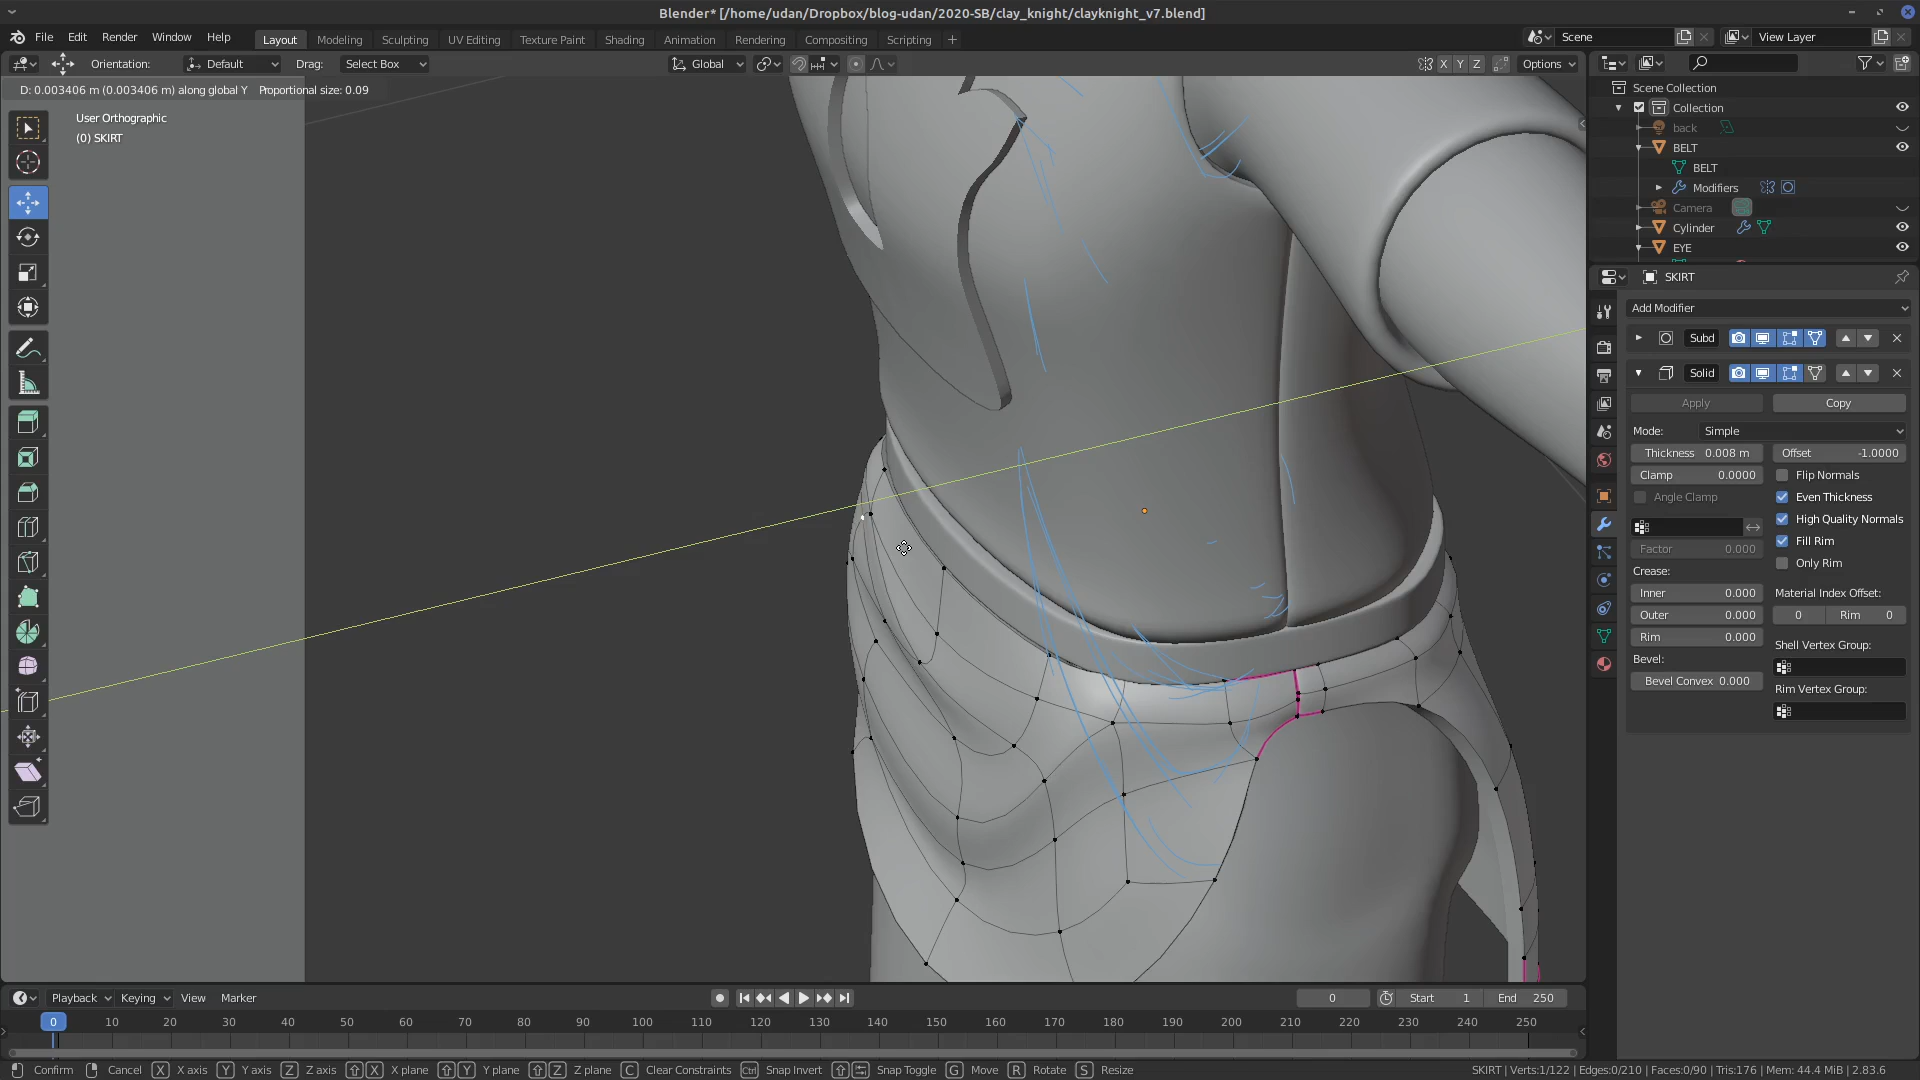 Blender* [/home/udan/Dropbox/blog-udan/2020-SB/clay_knight/clayknight_v7.blend]
File Edit Render Window Help Layout Modeling Sculpting UV Editing Texture Paint Shading Animation Rendering Compositing Scripting + Scene View Layer
Orientation: Default Drag: Select Box Global X Y Z Options
D: 0.003406 m (0.003406 m) along global Y Proportional size: 0.09
User Orthographic
(0) SKIRT
Scene Collection
Collection
back
BELT
BELT
Modifiers
Camera
Cylinder
EYE
SKIRT
Add Modifier
Subd
Solid
Apply Copy
Mode: Simple
Thickness 0.008 m Offset -1.0000
Clamp 0.0000 Flip Normals
Angle Clamp Even Thickness
High Quality Normals
Factor 0.000 Fill Rim
Only Rim
Crease:
Inner 0.000 Material Index Offset:
Outer 0.000 0 Rim 0
Rim 0.000 Shell Vertex Group:
Bevel:
Bevel Convex 0.000 Rim Vertex Group:
Playback Keying View Marker 0 Start 1 End 250
0 10 20 30 40 50 60 70 80 90 100 110 120 130 140 150 160 170 180 190 200 210 220 230 240 250
Confirm Cancel X X axis Y Y axis Z Z axis X X plane Y Y plane Z Z plane C Clear Constraints Ctrl Snap Invert Snap Toggle G Move R Rotate S Resize SKIRT | Verts:1/122 | Edges:0/210 | Faces:0/90 | Tris:176 | Mem: 44.4 MiB | 2.83.6